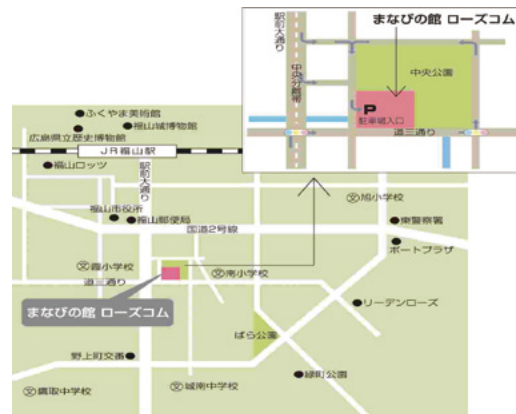 まなびの館 ローズコム
駅前大通り
中央分離帯
中央公園
P
駐車場入口
道三通り
ふくやま美術館
福山城博物館
広島県立歴史博物館
JR福山駅
福山ロッツ
駅前大通り
福山市役所
福山郵便局
国道2号線
文旭小学校
東警察署
ポートプラザ
文霞小学校
文南小学校
道三通り
まなびの館 ローズコム
リーデンローズ
ばら公園
野上町交番
緑町公園
文鷹取中学校
文城南中学校